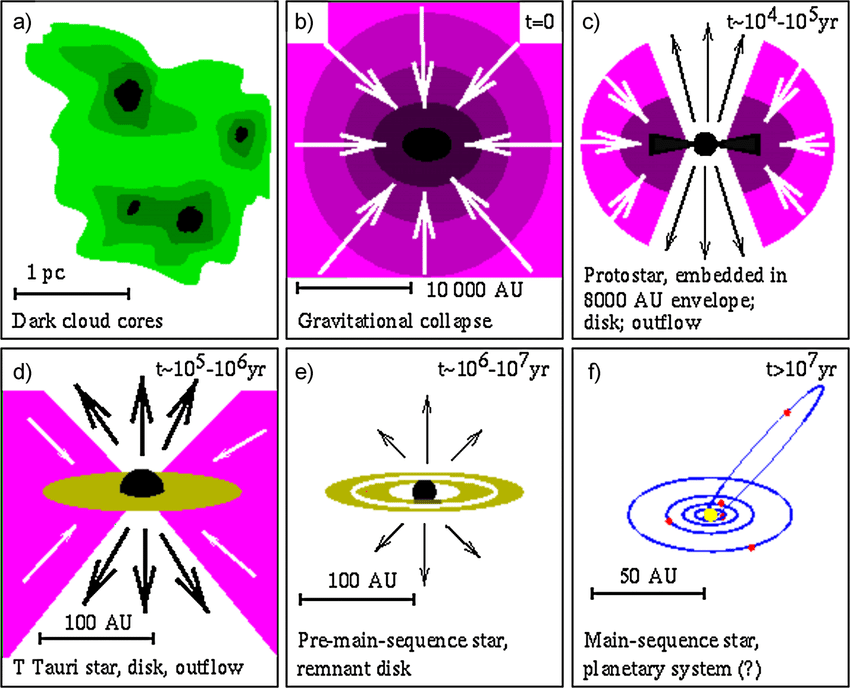 a)
1 pc
Dark cloud cores
b)
t=0
10 000 AU
Gravitational collapse
c)
t~10⁴-10⁵yr
Protostar, embedded in
8000 AU envelope;
disk; outflow
d)
t~10⁵-10⁶yr
100 AU
T Tauri star, disk, outflow
e)
t~10⁶-10⁷yr
100 AU
Pre-main-sequence star,
remnant disk
f)
t>10⁷yr
50 AU
Main-sequence star,
planetary system (?)